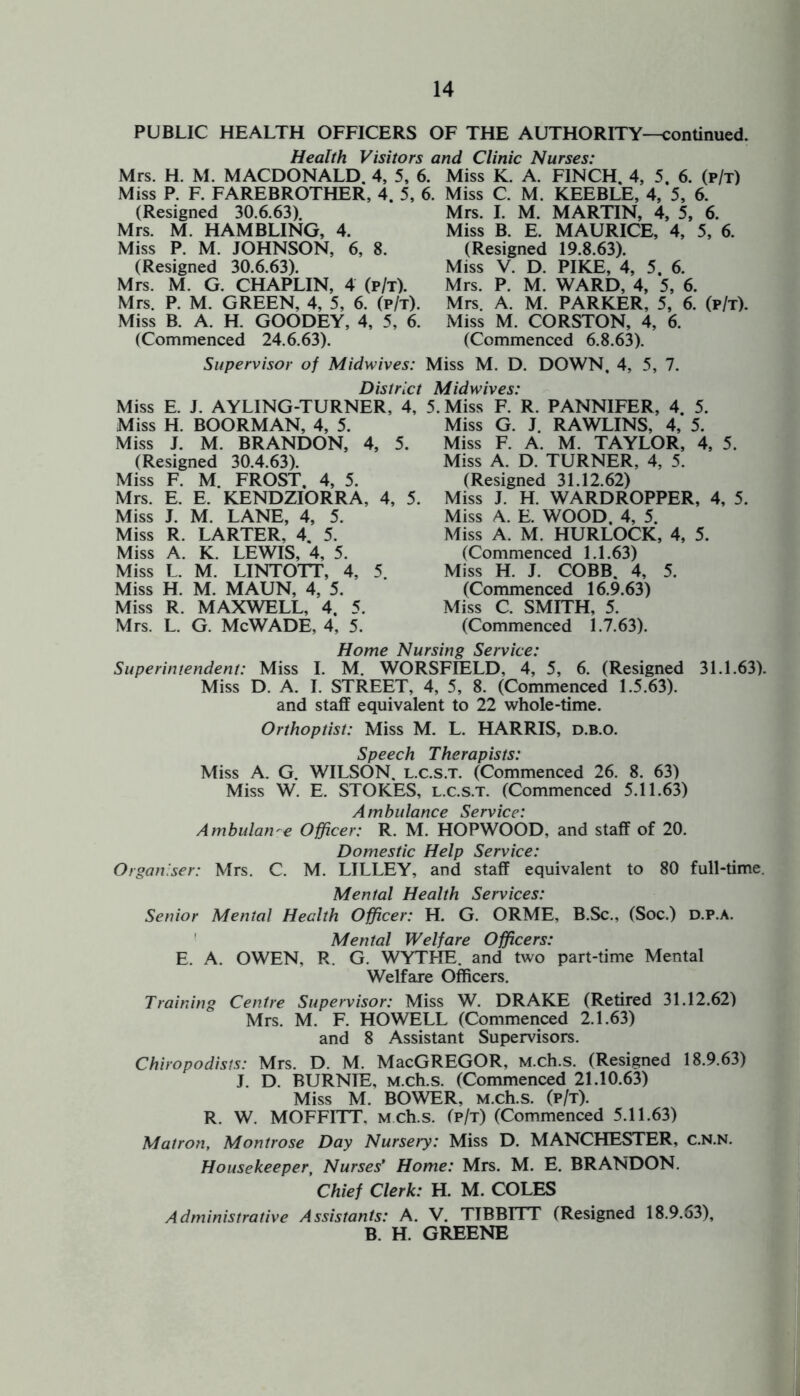 14
PUBLIC HEALTH OFFICERS OF THE AUTHORITY—continued.
Health Visitors and Clinic Nurses:
Mrs. H. M. MACDONALD. 4, 5, 6.
Miss P. F. FAREBROTHER, 4. 5, 6.
(Resigned 30.6.63).
Mrs. M. HAMBLING, 4.
Miss P. M. JOHNSON, 6, 8.
(Resigned 30.6.63).
Mrs. M. G. CHAPLIN, 4 (P/T).
Mrs. P. M. GREEN, 4, 5, 6. (P/T).
Miss B. A. H. GOODEY, 4, 5, 6.
(Commenced 24.6.63).
Miss K. A. FINCH. 4, 5. 6. (P/T)
Miss C. M. KEEBLE, 4, 5, 6.
Mrs. I. M. MARTIN, 4, 5, 6.
Miss B. E. MAURICE, 4, 5, 6.
(Resigned 19.8.63).
Miss V. D. PIKE, 4, 5. 6.
Mrs. P. M. WARD, 4, 5, 6.
Mrs. A. M. PARKER, 5, 6. (P/T).
Miss M. CORSTON, 4, 6.
(Commenced 6.8.63).
Supervisor of Midwives: Miss M. D. DOWN. 4, 5, 7.
District Midwives:
Miss E. J. AYLING-TURNER, 4, 5.
Miss H. BOORMAN, 4, 5.
Miss J. M. BRANDON, 4, 5.
(Resigned 30.4.63).
Miss F. M. FROST. 4, 5.
Mrs. E. E. KENDZIORRA, 4, 5.
Miss J. M. LANE, 4, 5.
Miss R. LARTER, 4. 5.
Miss A. K. LEWIS, 4, 5.
Miss L. M. LINTOTT, 4, 5.
Miss H. M. MAUN, 4, 5.
Miss R. MAXWELL, 4. 5.
Mrs. L. G. McWADE, 4, 5.
Miss F. R. PANNIFER, 4. 5.
Miss G. J. RAWLINS, 4, 5.
Miss F. A. M. TAYLOR, 4, 5.
Miss A. D. TURNER, 4, 5.
(Resigned 31.12.62)
Miss J. H. WARDROPPER, 4, 5.
Miss A. E. WOOD. 4, 5.
Miss A. M. HURLOCK, 4, 5.
(Commenced 1.1.63)
Miss H. J. COBB. 4, 5.
(Commenced 16.9.63)
Miss C. SMITH, 5.
(Commenced 1.7.63).
Home Nursing Service:
Superintendent: Miss I. M. WORSFIELD, 4, 5, 6. (Resigned 31.1.63).
Miss D. A. I. STREET, 4, 5, 8. (Commenced 1.5.63).
and staff equivalent to 22 whole-time.
Orthoptist: Miss M. L. HARRIS, D.B.O.
Speech Therapists:
Miss A. G. WILSON. L.C.S.T. (Commenced 26. 8. 63)
Miss W. E. STOKES, L.C.S.T. (Commenced 5.11.63)
Ambulance Service:
Ambulance Officer: R. M. HOPWOOD, and staff of 20.
Domestic Help Service:
Organiser: Mrs. C. M. LILLEY, and staff equivalent to 80 full-time.
Mental Health Services:
Senior Mental Health Officer: H. G. ORME, B.Sc., (Soc.) D.P.A.
Mental Welfare Officers:
E. A. OWEN, R. G. WYTHE. and two part-time Mental
Welfare Officers.
Training Centre Supervisor: Miss W. DRAKE (Retired 31.12.62)
Mrs. M. F. HOWELL (Commenced 2.1.63)
and 8 Assistant Supervisors.
Chiropodists: Mrs. D. M. MacGREGOR, M.ch.s. (Resigned 18.9.63)
J. D. BURNIE, M.ch.s. (Commenced 21.10.63)
Miss M. BOWER, M.ch.s. (P/T).
R. W. MOFFITT, M.ch.s. (P/T) (Commenced 5.11.63)
Matron, Montrose Day Nursery: Miss D. MANCHESTER, C.N.N.
Housekeeper, Nurses' Home: Mrs. M. E. BRANDON.
Chief Clerk: H. M. COLES
Administrative Assistants: A. V. TIBBITT (Resigned 18.9.63),
B. H. GREENE